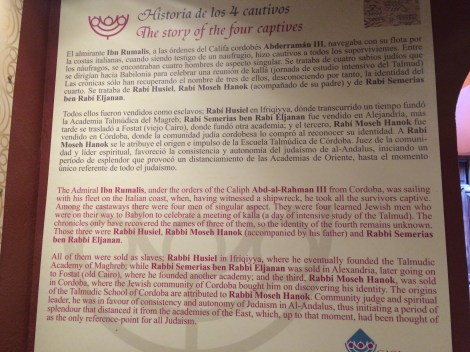 Historia de los 4 cautivos
The story of the four captives
El almirante Ibn Rumalis, a las órdenes del Califa cordobés Abderramán III, navegaba con su flota por
las costas italianas, cuando siendo testigo de un naufragio, hizo cautivos a todos los supervivientes. Entre
los náufragos, se encontraban cuatro hombres de aspecto singular. Se trataba de cuatro sabios judíos que
se dirigían hacia Babilonia para celebrar una reunión de kallá (jornada de estudio intensivo del Talmud)
Las crónicas sólo han recuperado el nombre de tres de ellos, desconociendo por tanto, la identidad del
cuarto. Se trataba de Rabí Husiel, Rabí Moseh Hanok (acompañado de su padre) y de Rabí Semerias
ben Rabí Eljanan.
Todos ellos fueron vendidos como esclavos; Rabí Husiel en Ifriqiyya, dónde transcurrido un tiempo fundó
la Academia Talmúdica del Magreb; Rabí Semerias ben Rabí Eljanan fue vendido en Alejandría, más
tarde se trasladó a Fostat (viejo Cairo), donde fundó otra academia; y el tercero, Rabí Moseh Hanok fue
vendido en Córdoba, donde la comunidad judía cordobesa lo compró al reconocer su identidad. A Rabí
Moseh Hanok se le atribuye el origen e impulso de la Escuela Talmúdica de Córdoba. Juez de la comuni-
dad y líder espiritual, favoreció la consistencia y autonomía del judaísmo de al-Andalus, iniciando un
período de esplendor que provocó un distanciamiento de las Academias de Oriente, hasta el momento
único referente de todo el judaísmo.
The Admiral Ibn Rumalis, under the orders of the Caliph Abd-al-Rahman III from Cordoba, was sailing
with his fleet on the Italian coast, when, having witnessed a shipwreck, he took all the survivors captive.
Among the castaways there were four men of singular aspect. They were four learned Jewish men who
were on their way to Babylon to celebrate a meeting of kalla (a day of intensive study of the Talmud). The
chronicles only have recovered the names of three of them, so the identity of the fourth remains unknown.
Those three were Rabbi Husiel, Rabbi Moseh Hanok (accompanied by his father) and Rabbi Semerias
ben Rabbi Eljanan.
All of them were sold as slaves; Rabbi Husiel in Ifriqiyya, where he eventually founded the Talmudic
Academy of Maghreb; while Rabbi Semerias ben Rabbi Eljanan was sold in Alexandria, later going on
to Fostat (old Cairo), where he founded another academy; and the third, Rabbi Moseh Hanok, was sold
in Cordoba, where the Jewish community of Cordoba bought him on discovering his identity. The origins
of the Talmudic School of Cordoba are attributed to Rabbi Moseh Hanok. Community judge and spiritual
leader, he was in favour of consistency and autonomy of Judaism in Al-Andalus, thus initiating a period of
splendour that distanced it from the academies of the East, which, up to that moment, had been thought of
as the only reference-point for all Judaism.